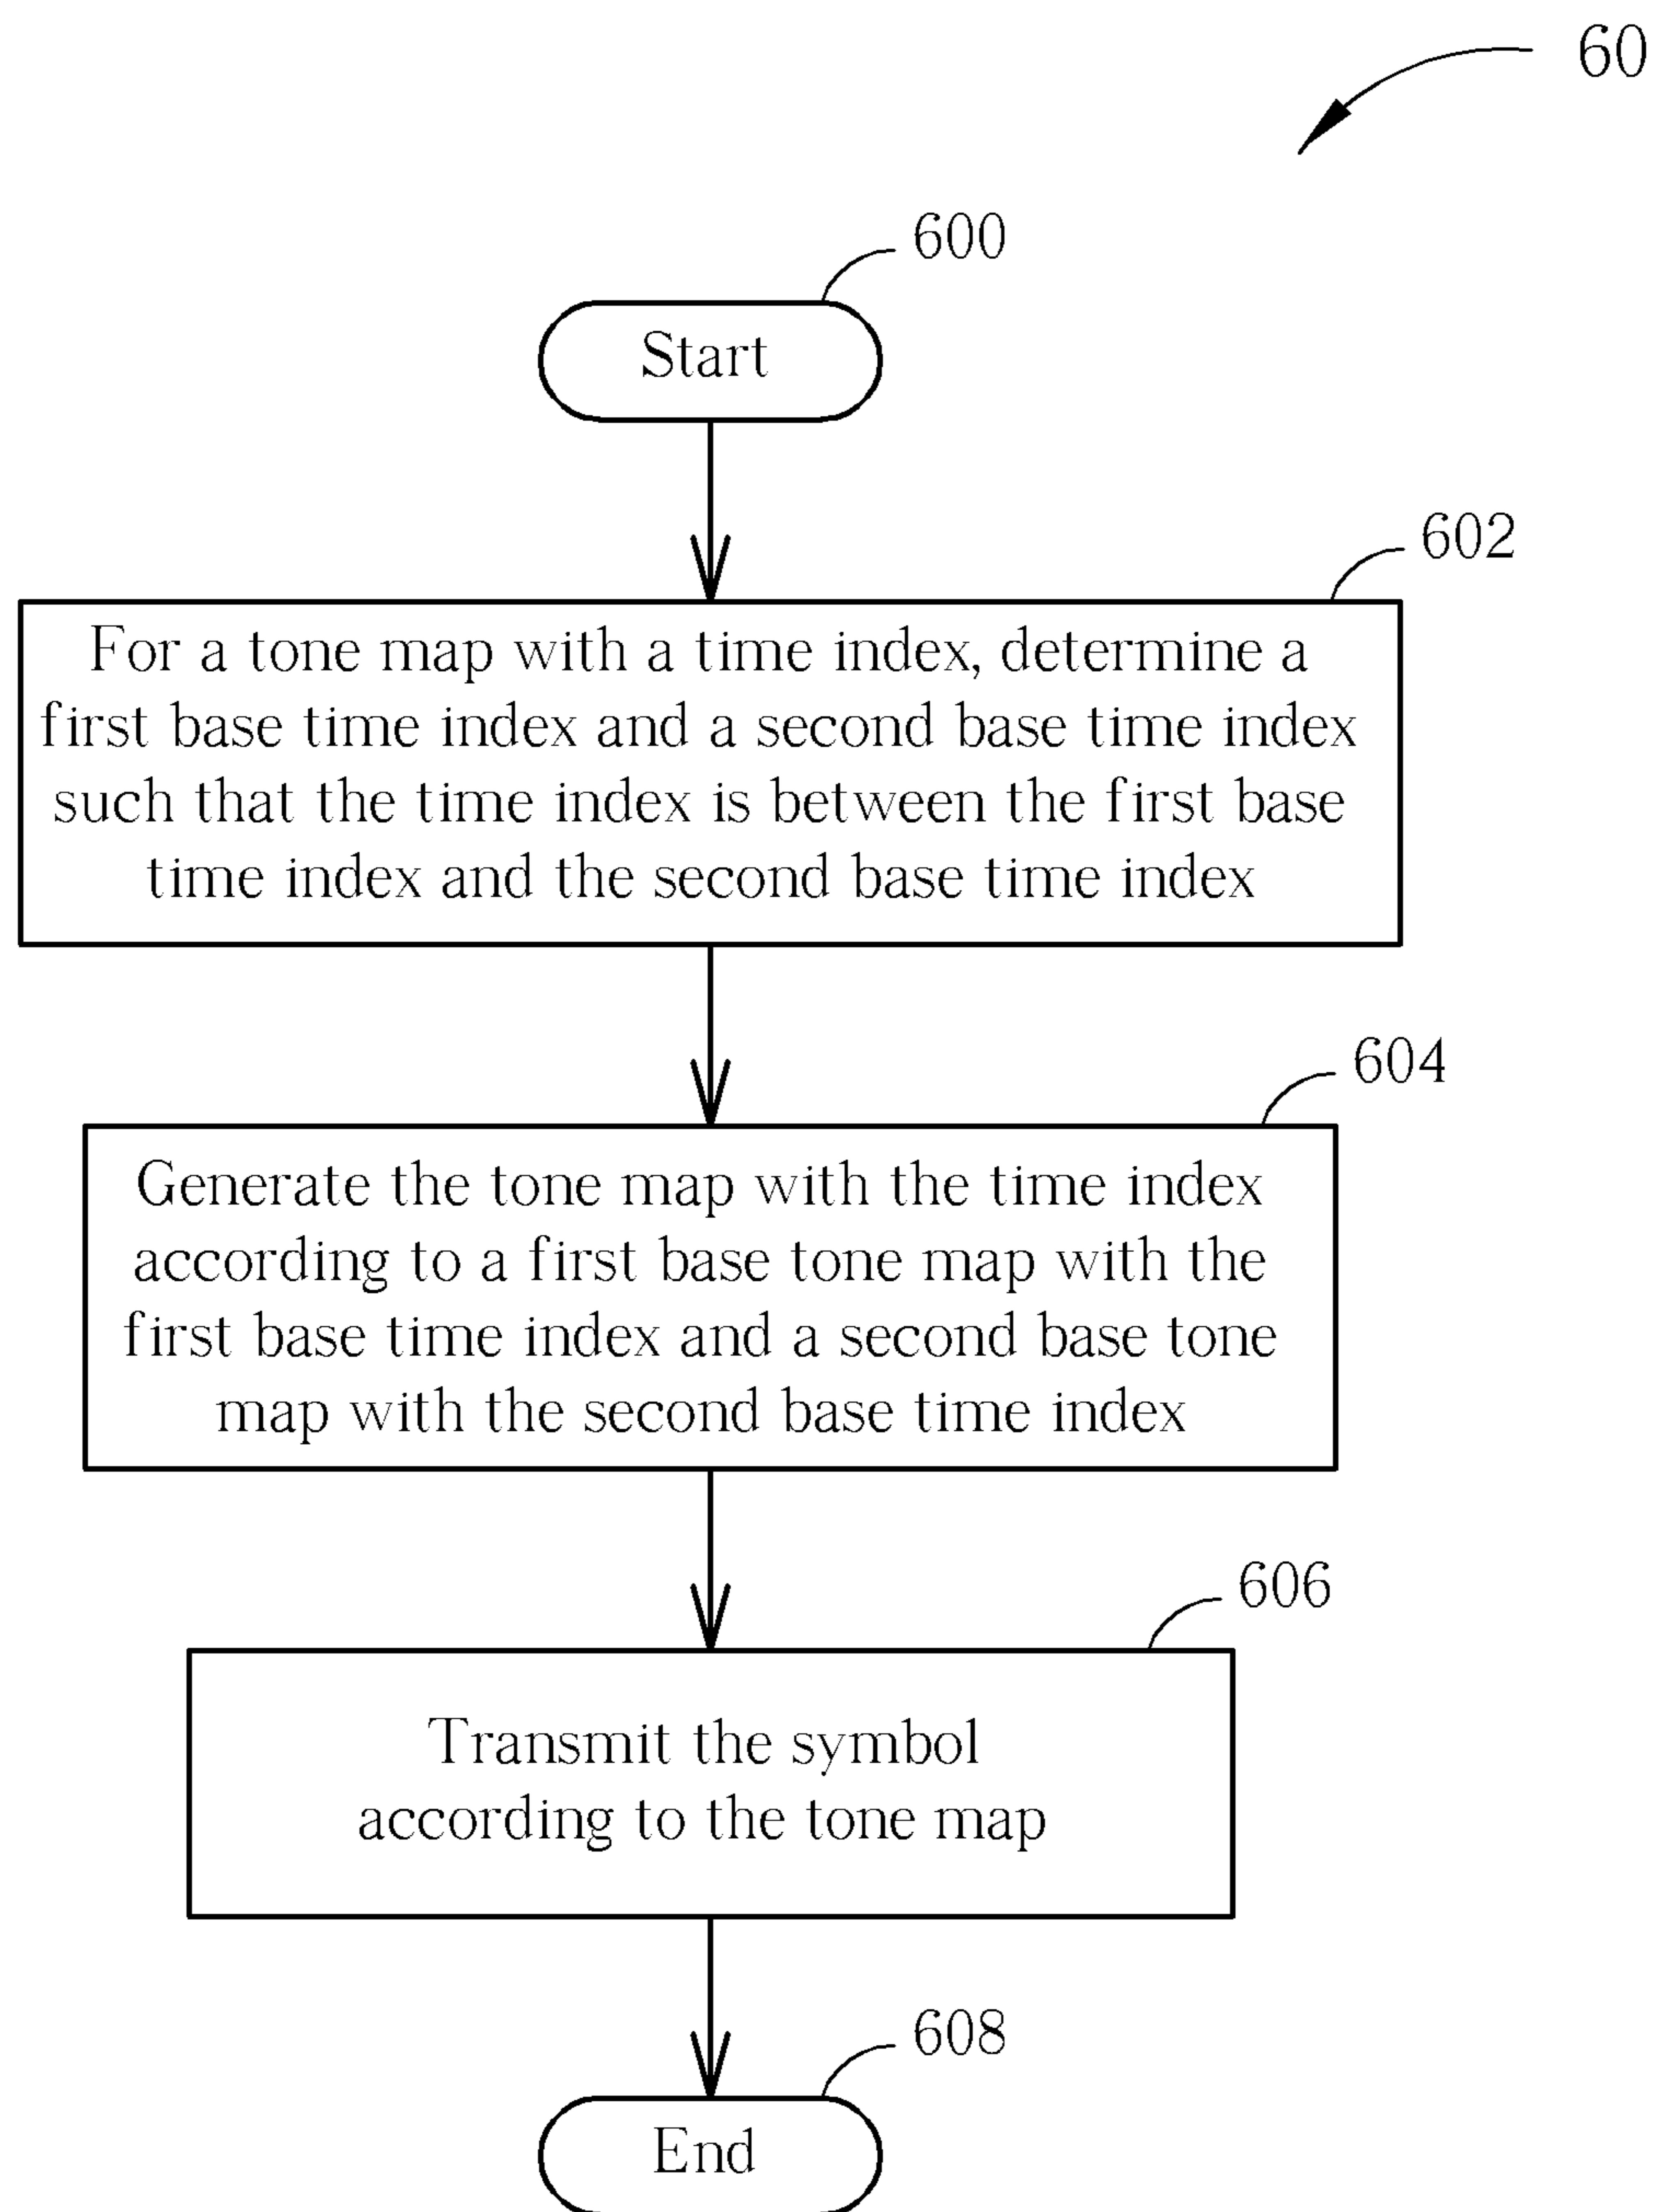 60
600
Start
602
For a tone map with a time index, determine a
first base time index and a second base time index
such that the time index is between the first base
time index and the second base time index
604
Generate the tone map with the time index
according to a first base tone map with the
first base time index and a second base tone
map with the second base time index
606
Transmit the symbol
according to the tone map
608
End